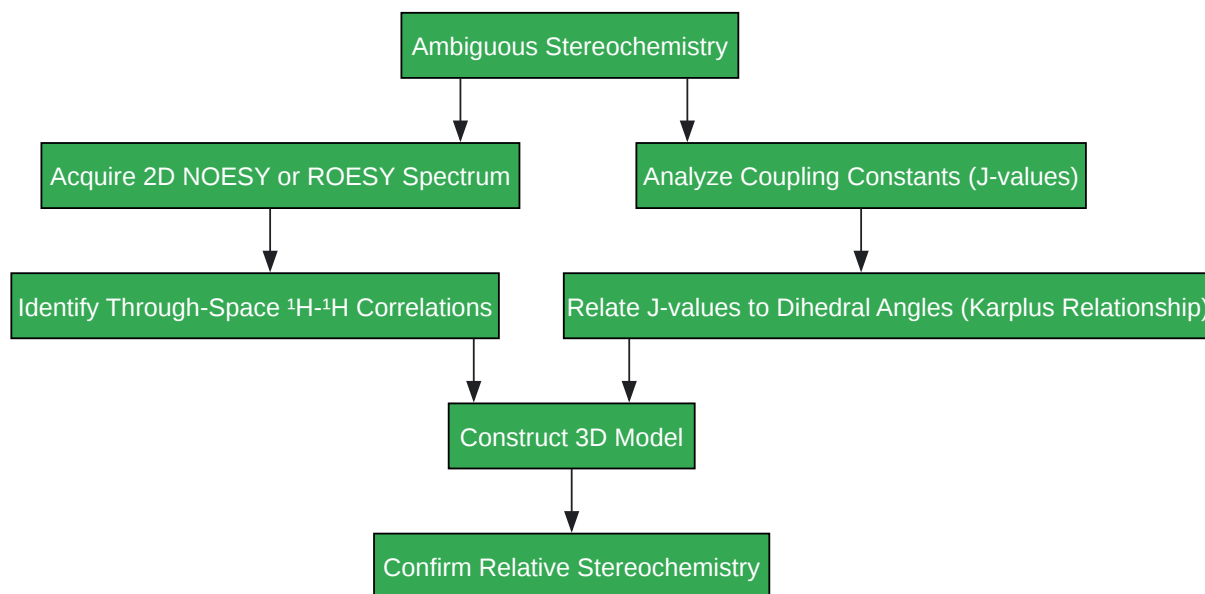 Ambiguous Stereochemistry
Acquire 2D NOESY or ROESY Spectrum
Analyze Coupling Constants (J-values)
Identify Through-Space ¹H-¹H Correlations
Relate J-values to Dihedral Angles (Karplus Relationship)
Construct 3D Model
Confirm Relative Stereochemistry